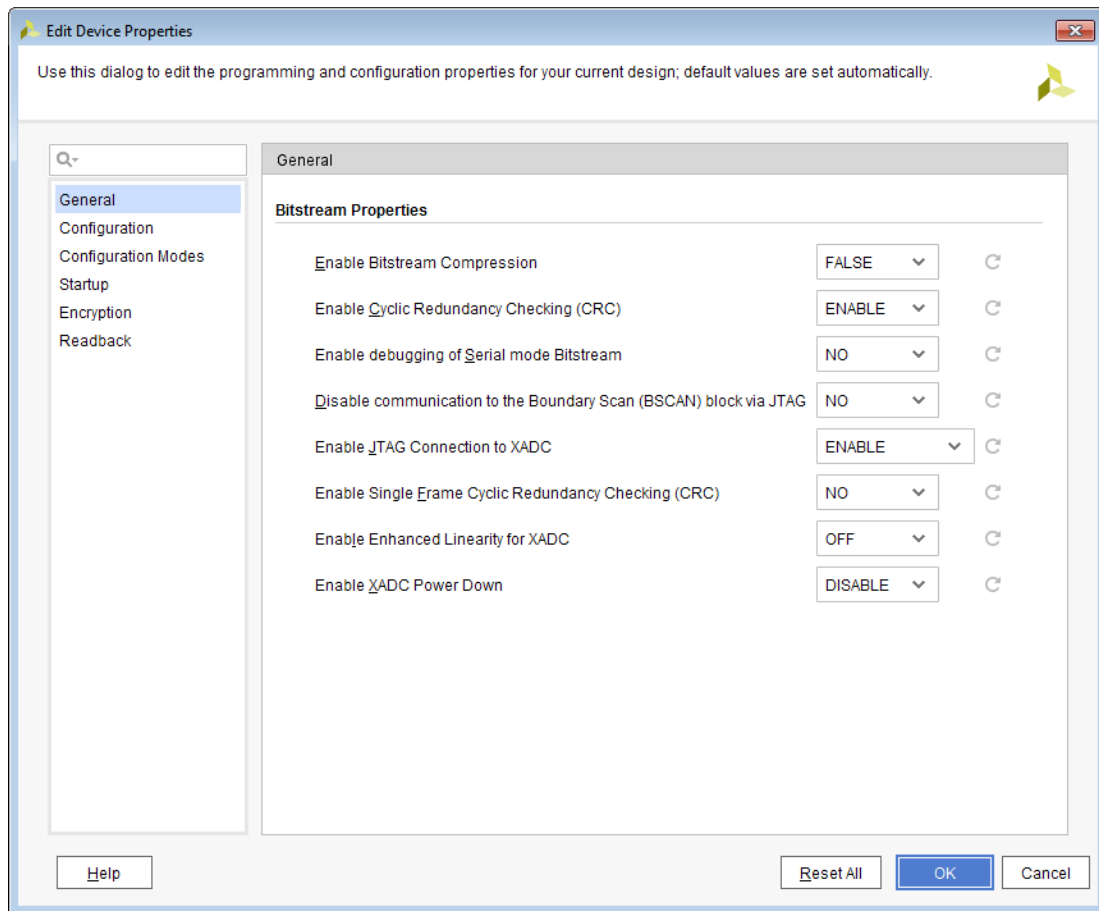 Edit Device Properties
Use this dialog to edit the programming and configuration properties for your current design; default values are set automatically.
General
Configuration
Configuration Modes
Startup
Encryption
Readback
General
Bitstream Properties
Enable Bitstream Compression FALSE
Enable Cyclic Redundancy Checking (CRC) ENABLE
Enable debugging of Serial mode Bitstream NO
Disable communication to the Boundary Scan (BSCAN) block via JTAG NO
Enable JTAG Connection to XADC ENABLE
Enable Single Frame Cyclic Redundancy Checking (CRC) NO
Enable Enhanced Linearity for XADC OFF
Enable XADC Power Down DISABLE
Help Reset All OK Cancel